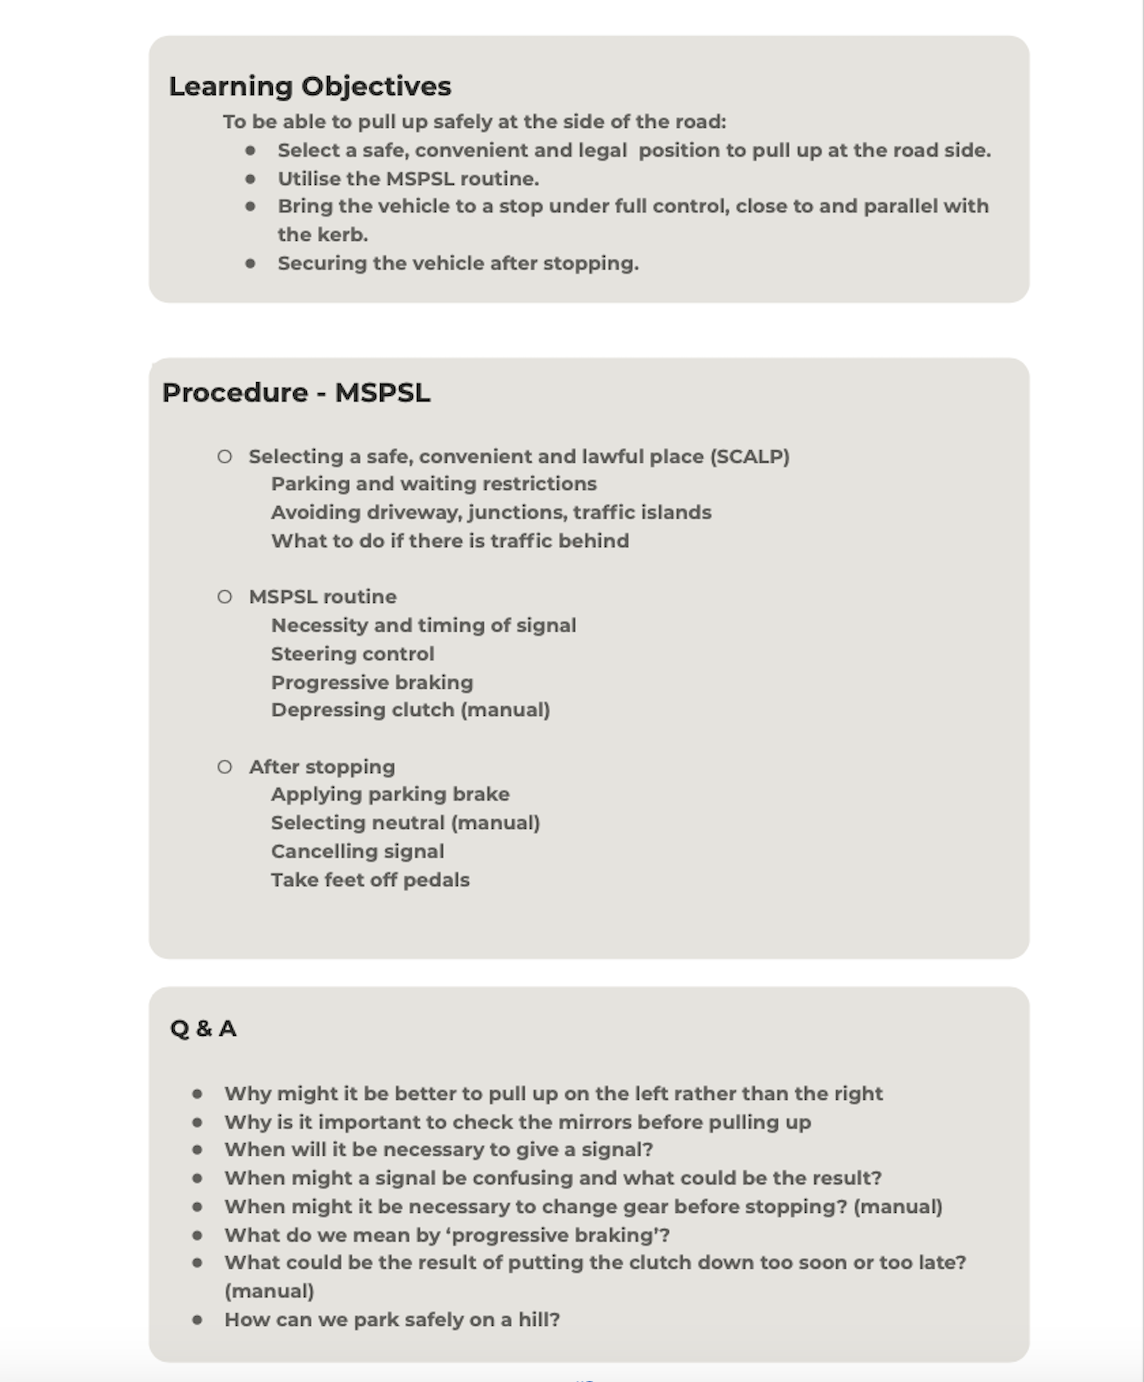 Learning Objectives
To be able to pull up safely at the side of the road:
● Select a safe, convenient and legal  position to pull up at the road side.
● Utilise the MSPSL routine.
● Bring the vehicle to a stop under full control, close to and parallel with
the kerb.
● Securing the vehicle after stopping.
Procedure - MSPSL
○ Selecting a safe, convenient and lawful place (SCALP)
Parking and waiting restrictions
Avoiding driveway, junctions, traffic islands
What to do if there is traffic behind
○ MSPSL routine
Necessity and timing of signal
Steering control
Progressive braking
Depressing clutch (manual)
○ After stopping
Applying parking brake
Selecting neutral (manual)
Cancelling signal
Take feet off pedals
Q & A
● Why might it be better to pull up on the left rather than the right
● Why is it important to check the mirrors before pulling up
● When will it be necessary to give a signal?
● When might a signal be confusing and what could be the result?
● When might it be necessary to change gear before stopping? (manual)
● What do we mean by ‘progressive braking’?
● What could be the result of putting the clutch down too soon or too late?
(manual)
● How can we park safely on a hill?